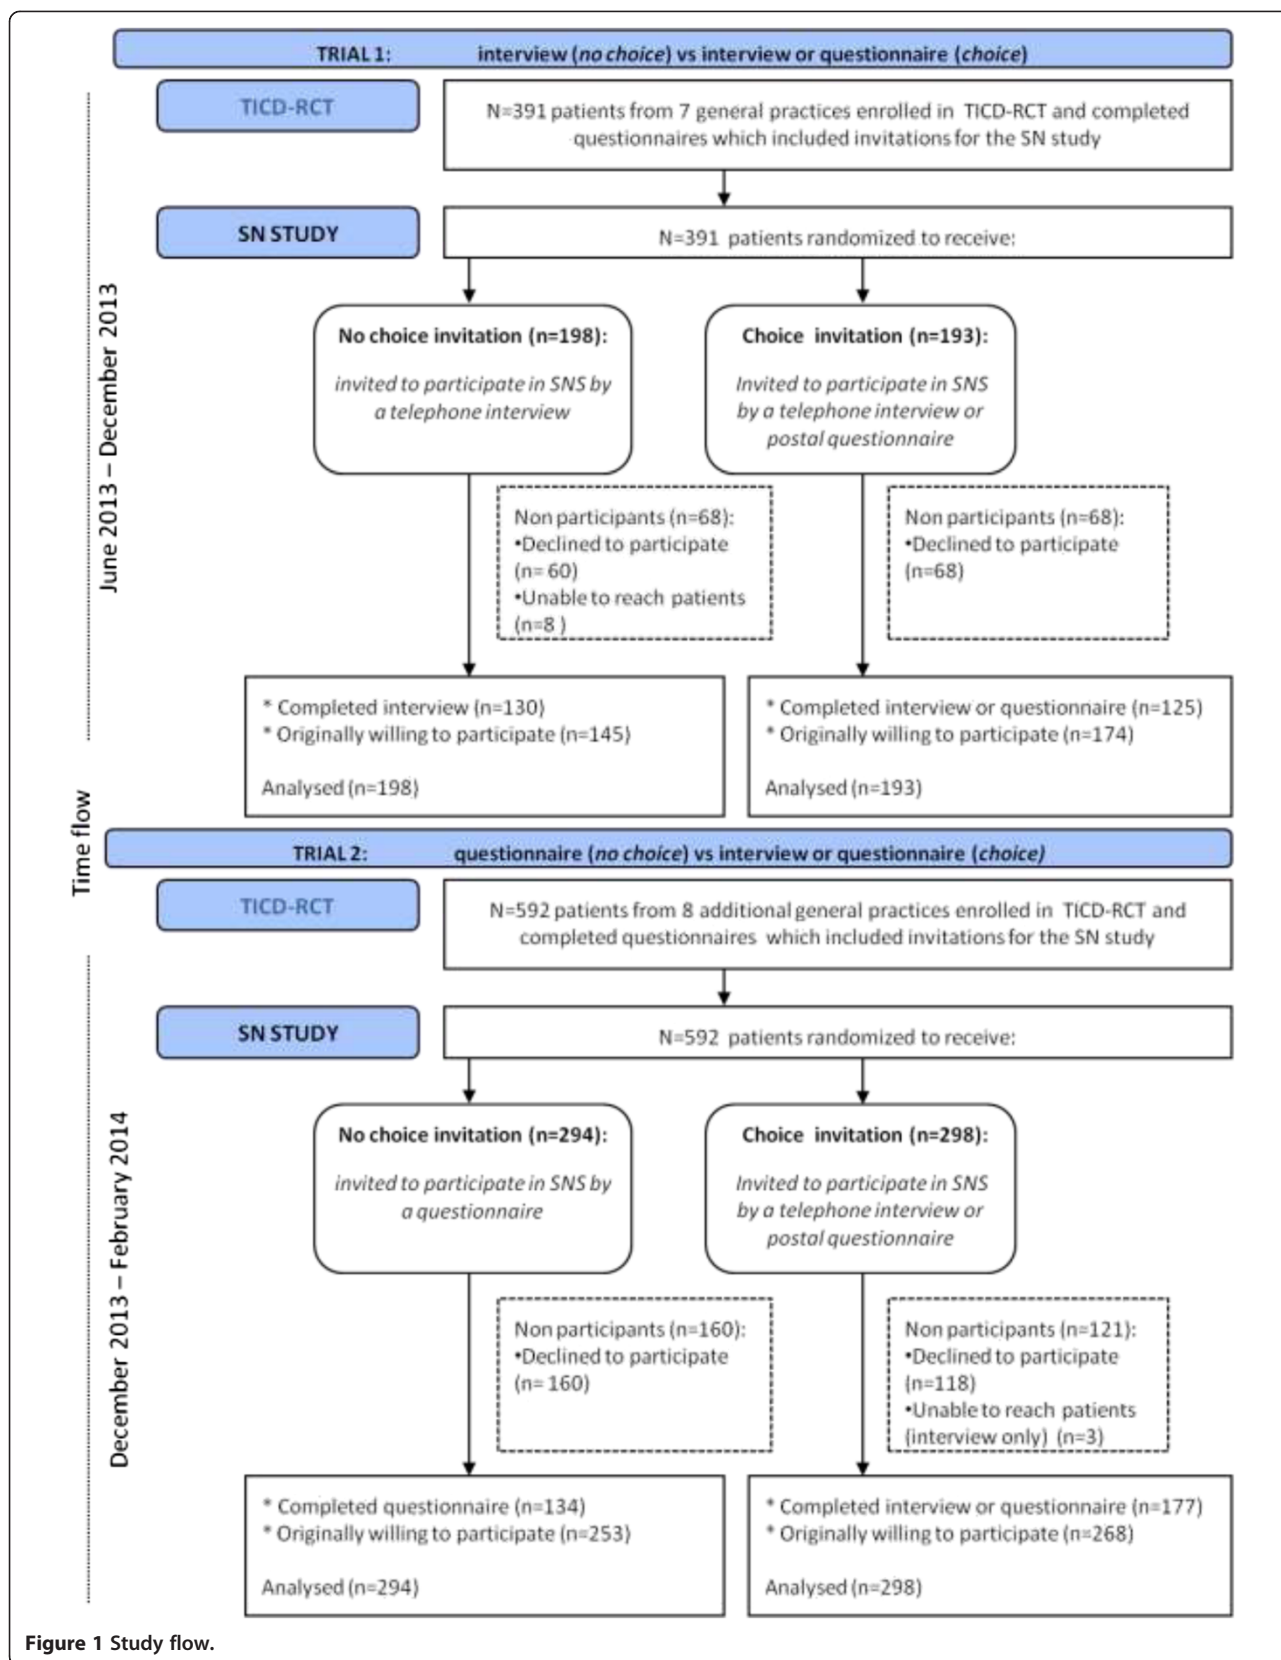 TRIAL 1: interview (no choice) vs interview or questionnaire (choice)
TICD-RCT
N=391 patients from 7 general practices enrolled in TICD-RCT and completed
questionnaires which included invitations for the SN study
SN STUDY
N=391 patients randomized to receive:
June 2013 – December 2013
No choice invitation (n=198):
invited to participate in SNS by
a telephone interview
Choice invitation (n=193):
Invited to participate in SNS
by a telephone interview or
postal questionnaire
Non participants (n=68):
•Declined to participate
(n= 60)
•Unable to reach patients
(n=8 )
Non participants (n=68):
•Declined to participate
(n=68)
* Completed interview (n=130)
* Originally willing to participate (n=145)
Analysed (n=198)
* Completed interview or questionnaire (n=125)
* Originally willing to participate (n=174)
Analysed (n=193)
Time flow
TRIAL 2: questionnaire (no choice) vs interview or questionnaire (choice)
TICD-RCT
N=592 patients from 8 additional general practices enrolled in TICD-RCT and
completed questionnaires which included invitations for the SN study
SN STUDY
N=592 patients randomized to receive:
December 2013 – February 2014
No choice invitation (n=294):
invited to participate in SNS by
a questionnaire
Choice invitation (n=298):
Invited to participate in SNS
by a telephone interview or
postal questionnaire
Non participants (n=160):
•Declined to participate
(n= 160)
Non participants (n=121):
•Declined to participate
(n=118)
•Unable to reach patients
(interview only) (n=3)
* Completed questionnaire (n=134)
* Originally willing to participate (n=253)
Analysed (n=294)
* Completed interview or questionnaire (n=177)
* Originally willing to participate (n=268)
Analysed (n=298)
Figure 1 Study flow.